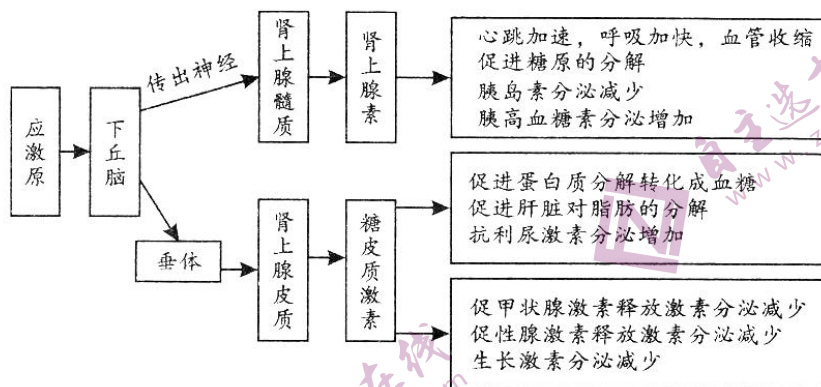 应激原
下丘脑
传出神经
肾上腺髓质
肾上腺素
心跳加速，呼吸加快，血管收缩
促进糖原的分解
胰岛素分泌减少
胰高血糖素分泌增加
垂体
肾上腺皮质
糖皮质激素
促进蛋白质分解转化成血糖
促进肝脏对脂肪的分解
抗利尿激素分泌增加
促甲状腺激素释放激素分泌减少
促性腺激素释放激素分泌减少
生长激素分泌减少
自主选
www
在线